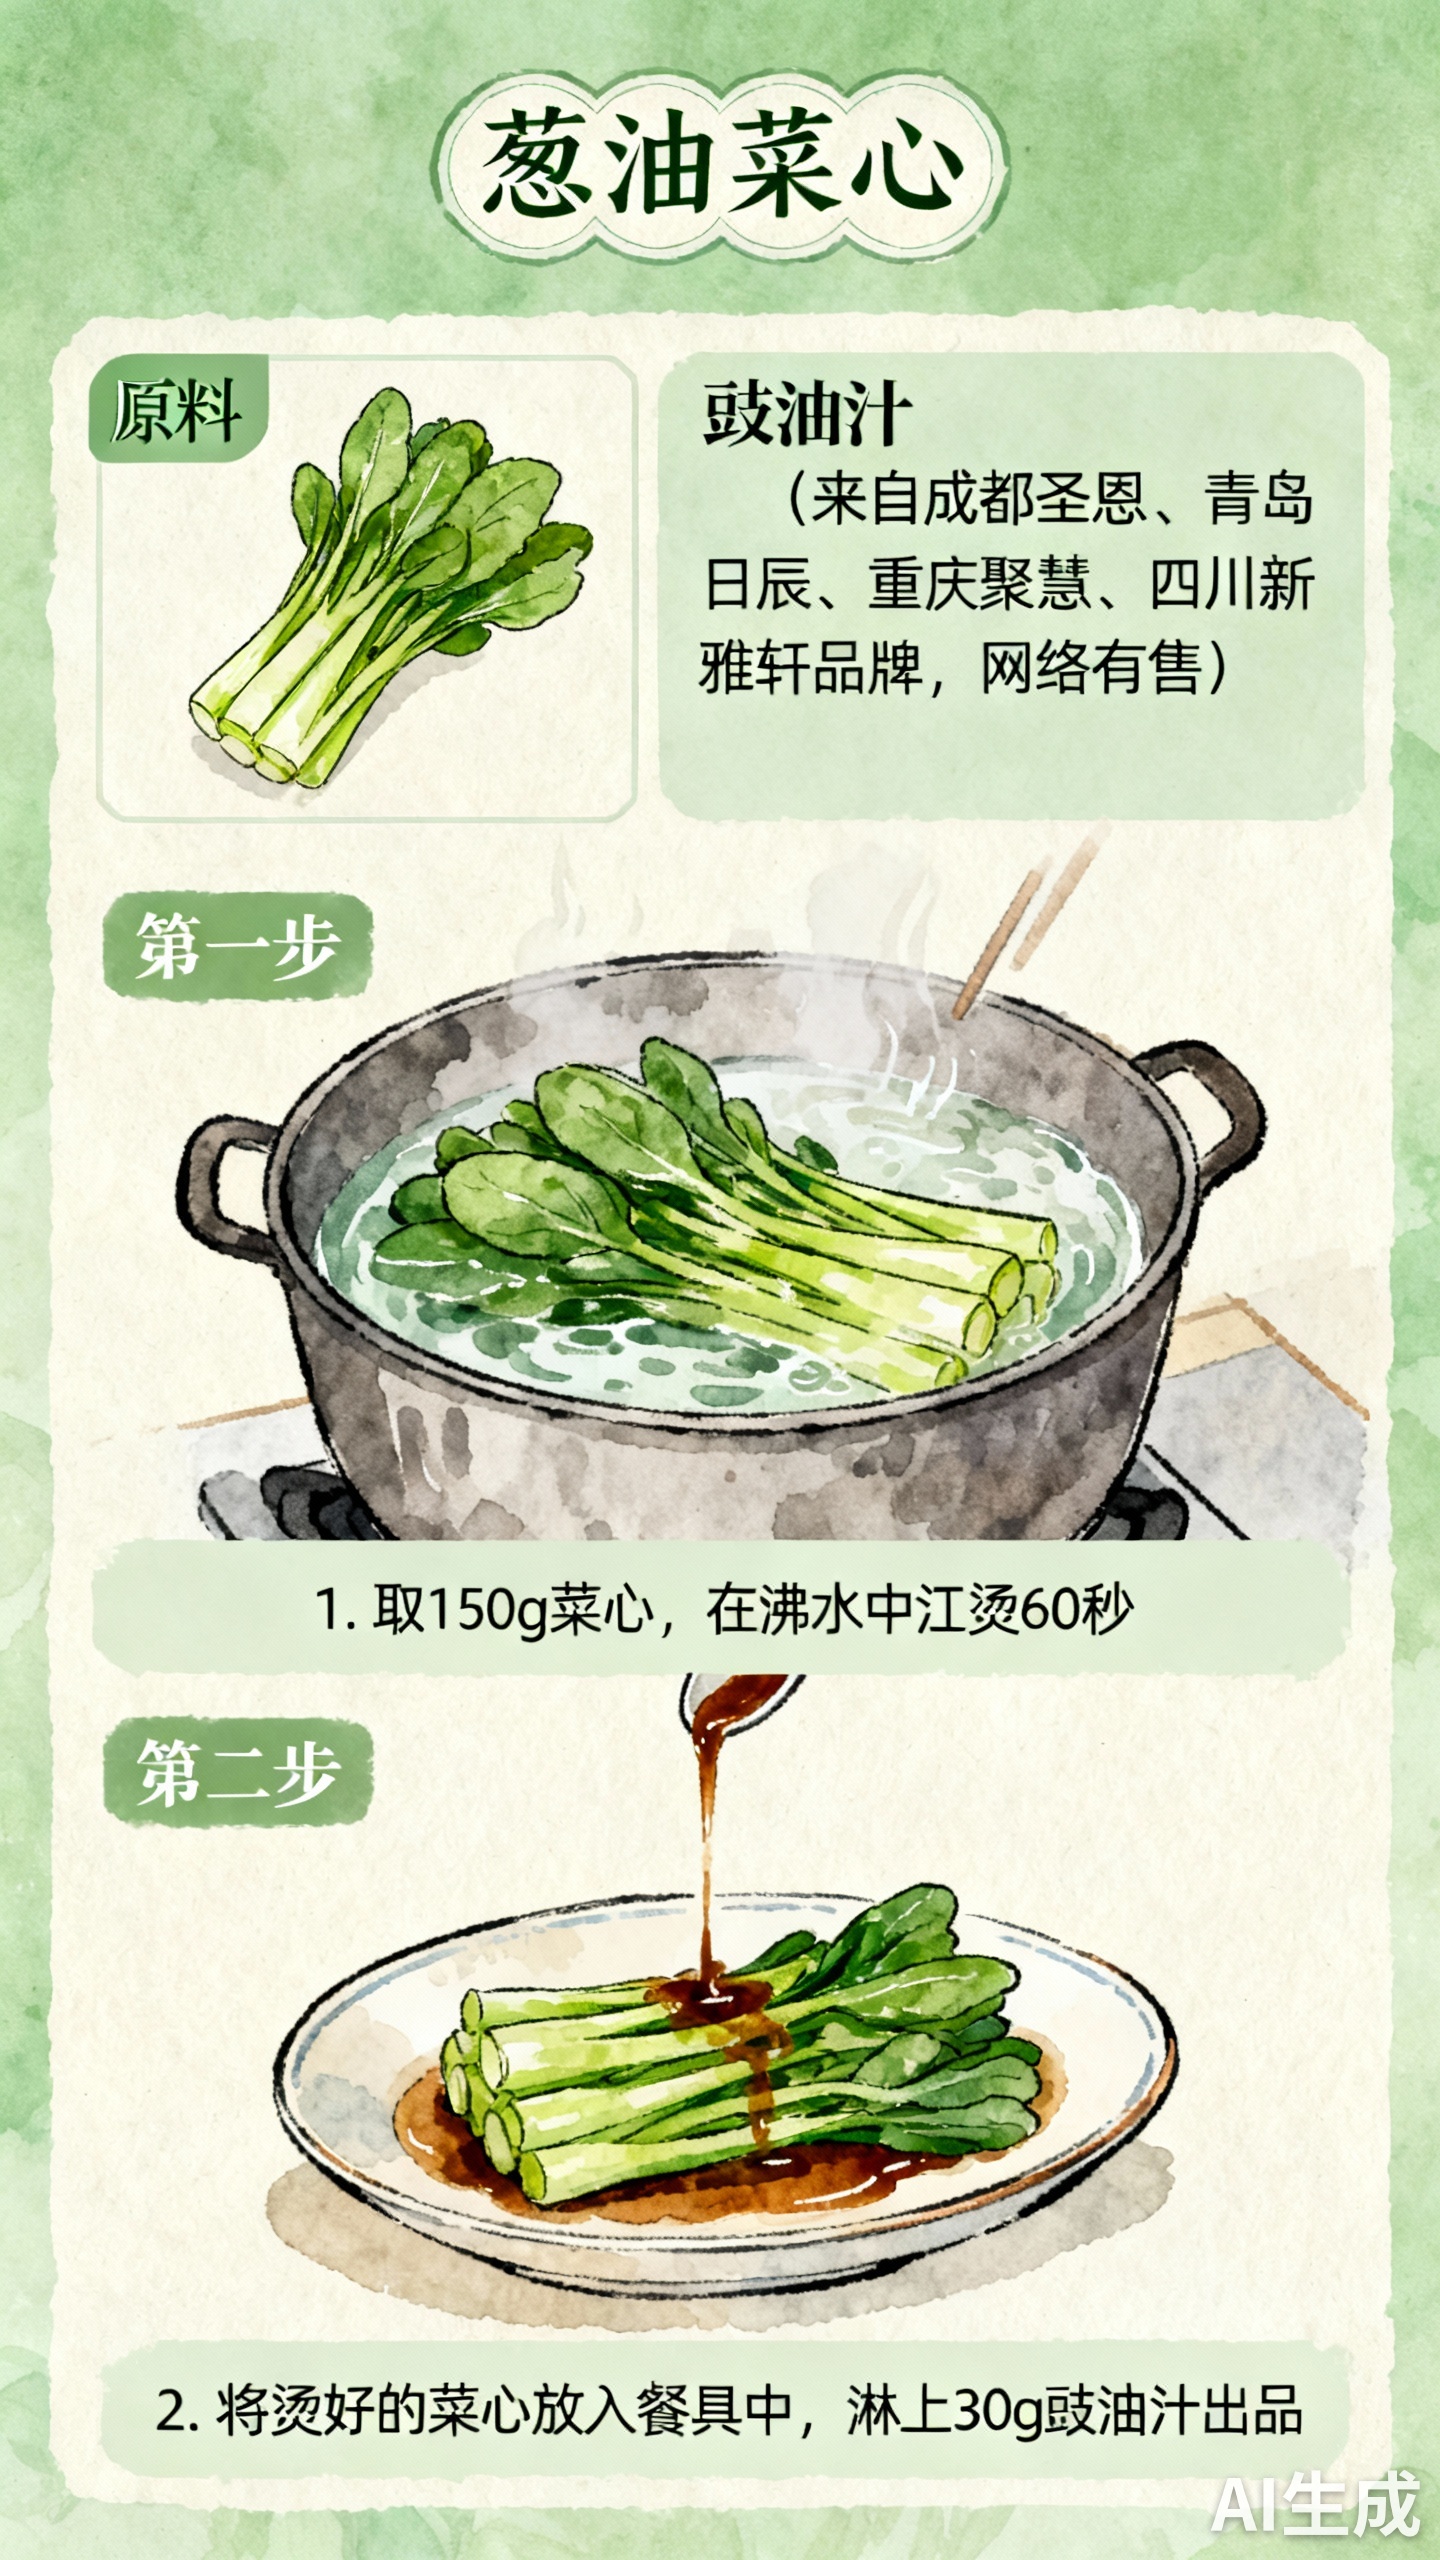 葱油菜心
原料
豉油汁
（来自成都圣恩、青岛
日辰、重庆聚慧、四川新
雅轩品牌，网络有售）
第一步
1. 取150g菜心，在沸水中江烫60秒
第二步
2. 将烫好的菜心放入餐具中，淋上30g豉油汁出品
AI生成